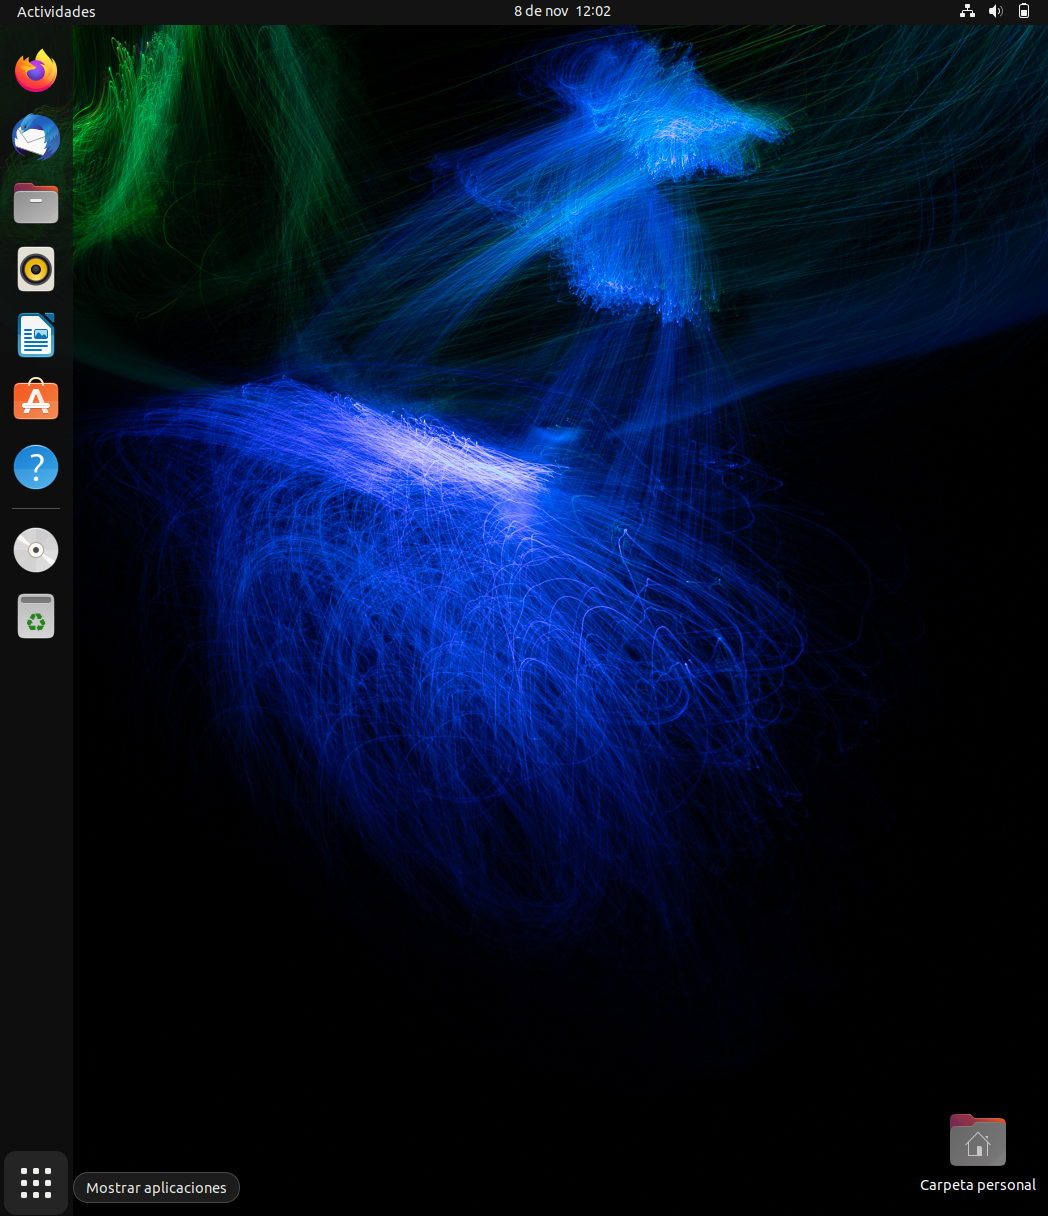 Actividades
8 de nov 12:02
?
Mostrar aplicaciones
Carpeta personal